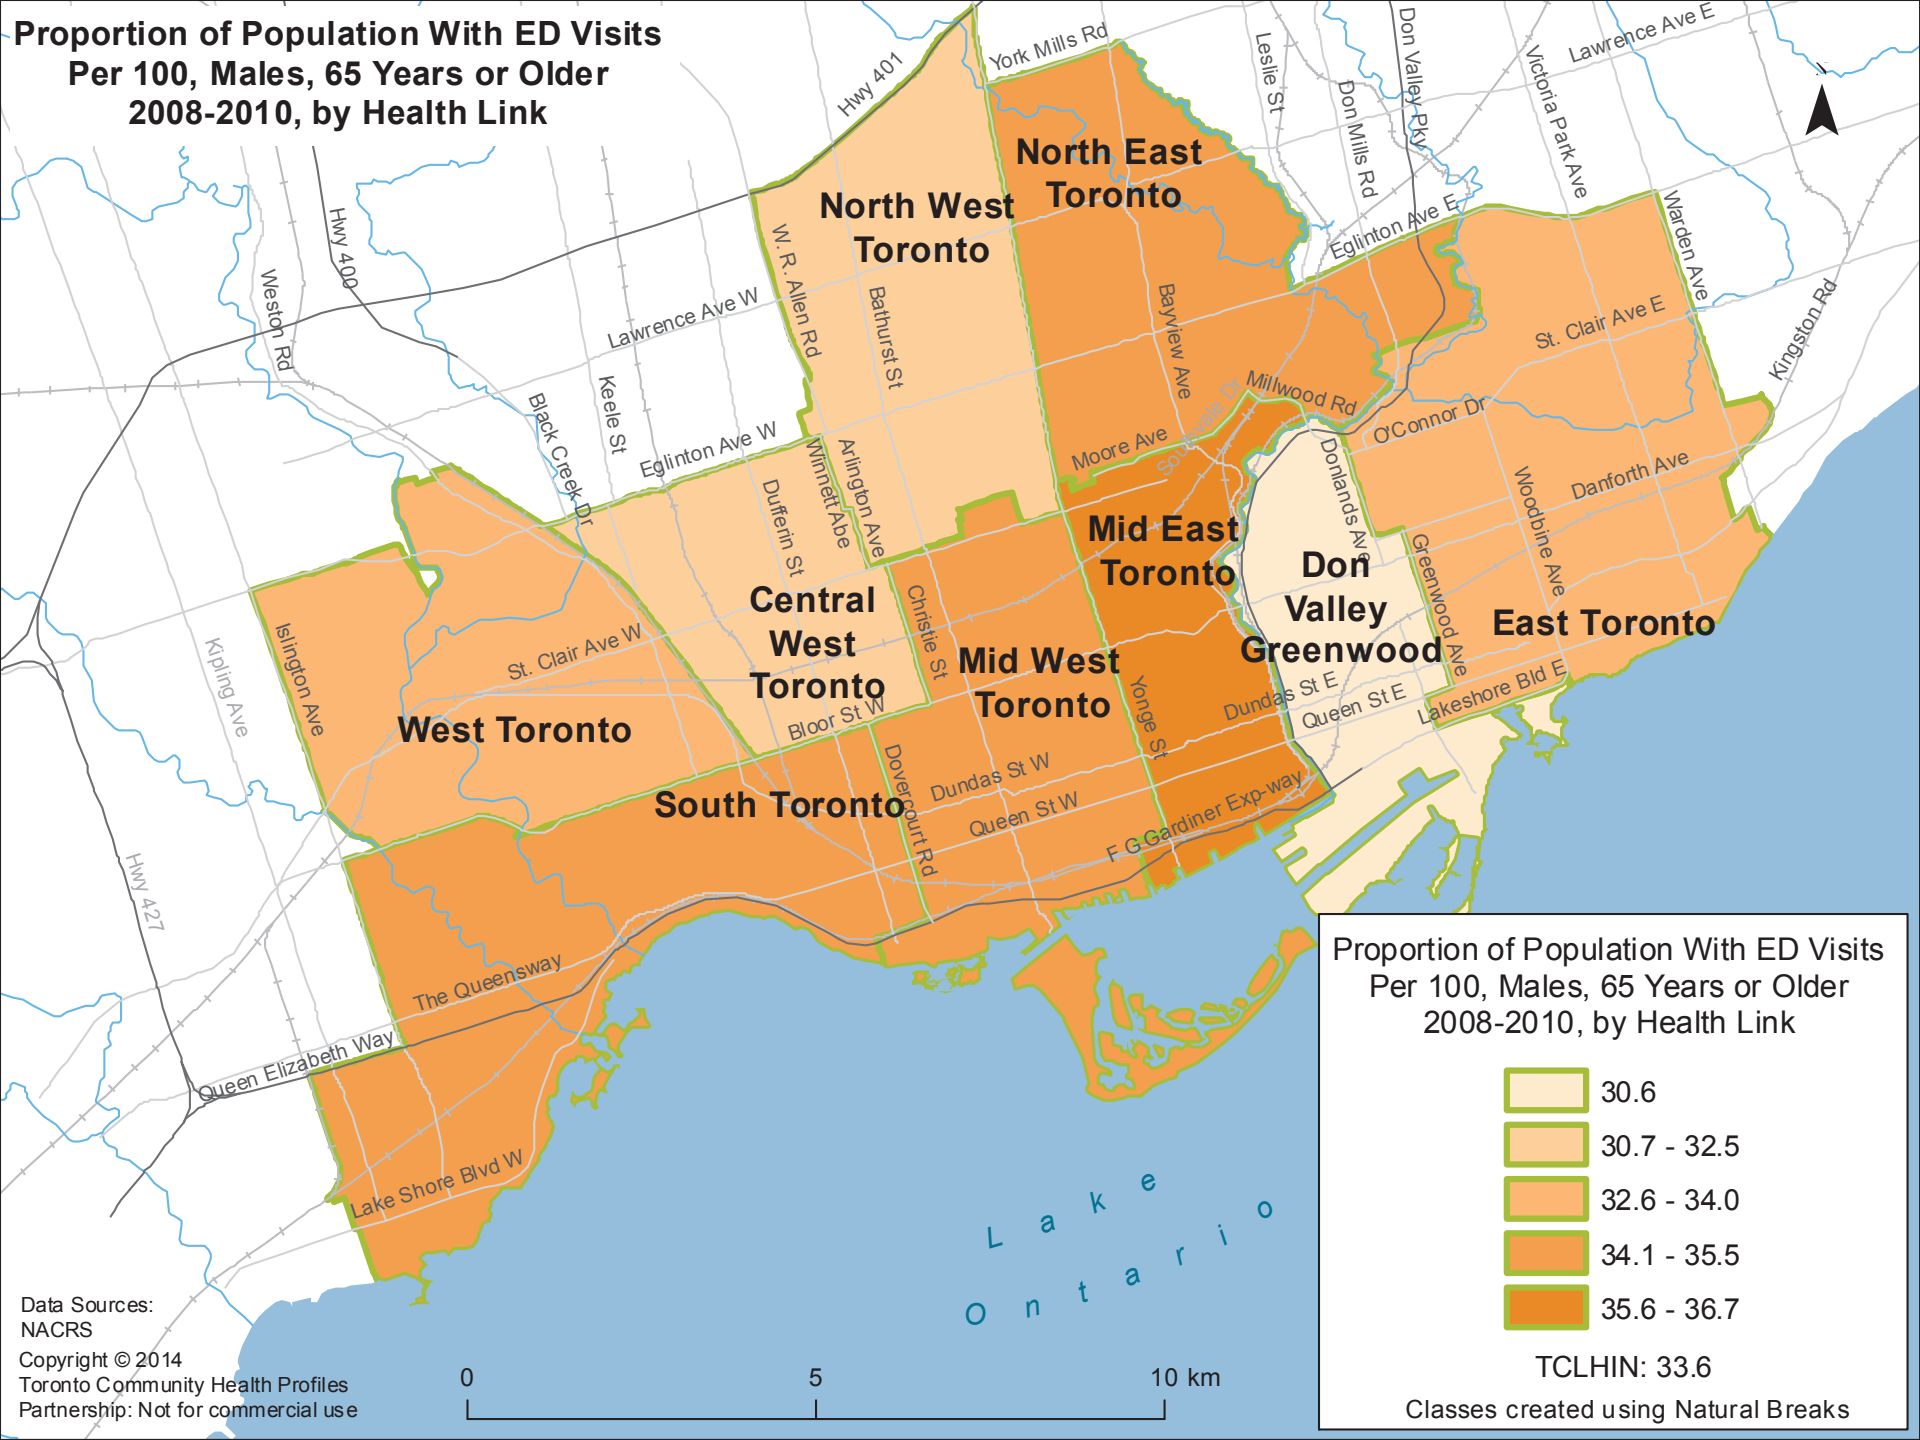 Proportion of Population With ED Visits
Per 100, Males, 65 Years or Older
2008-2010, by Health Link
Hwy 401
York Mills Rd
Leslie St
Don Mills Rd
Don Valley Pky
Victoria Park Ave
Lawrence Ave E
North East
Toronto
North West
Toronto
Hwy 400
Weston Rd
W. R. Allen Rd
Bathurst St
Bayview Ave
Eglinton Ave E
Warden Ave
Kingston Rd
Lawrence Ave W
St. Clair Ave E
Keele St
Black Creek Dr
Eglinton Ave W
Winnett Abe
Arlington Ave
Dufferin St
Moore Ave
Southvale Dr
Millwood Rd
O'Connor Dr
Donlands Ave
Danforth Ave
Woodbine Ave
Greenwood Ave
Mid East
Toronto
Don
Valley
Greenwood
East Toronto
Central
West
Toronto
Christie St
Mid West
Toronto
Kipling Ave
Islington Ave
St. Clair Ave W
West Toronto
Bloor St W
Yonge St
Dundas St E
Queen St E
Lakeshore Bld E
South Toronto
Dovercourt Rd
Dundas St W
Queen St W
F G Gardiner Exp-way
Hwy 427
The Queensway
Queen Elizabeth Way
Lake Shore Blvd W
Lake
Ontario
Proportion of Population With ED Visits
Per 100, Males, 65 Years or Older
2008-2010, by Health Link
30.6
30.7 - 32.5
32.6 - 34.0
34.1 - 35.5
35.6 - 36.7
TCLHIN: 33.6
Classes created using Natural Breaks
Data Sources:
NACRS
Copyright © 2014
Toronto Community Health Profiles
Partnership: Not for commercial use
0 5 10 km